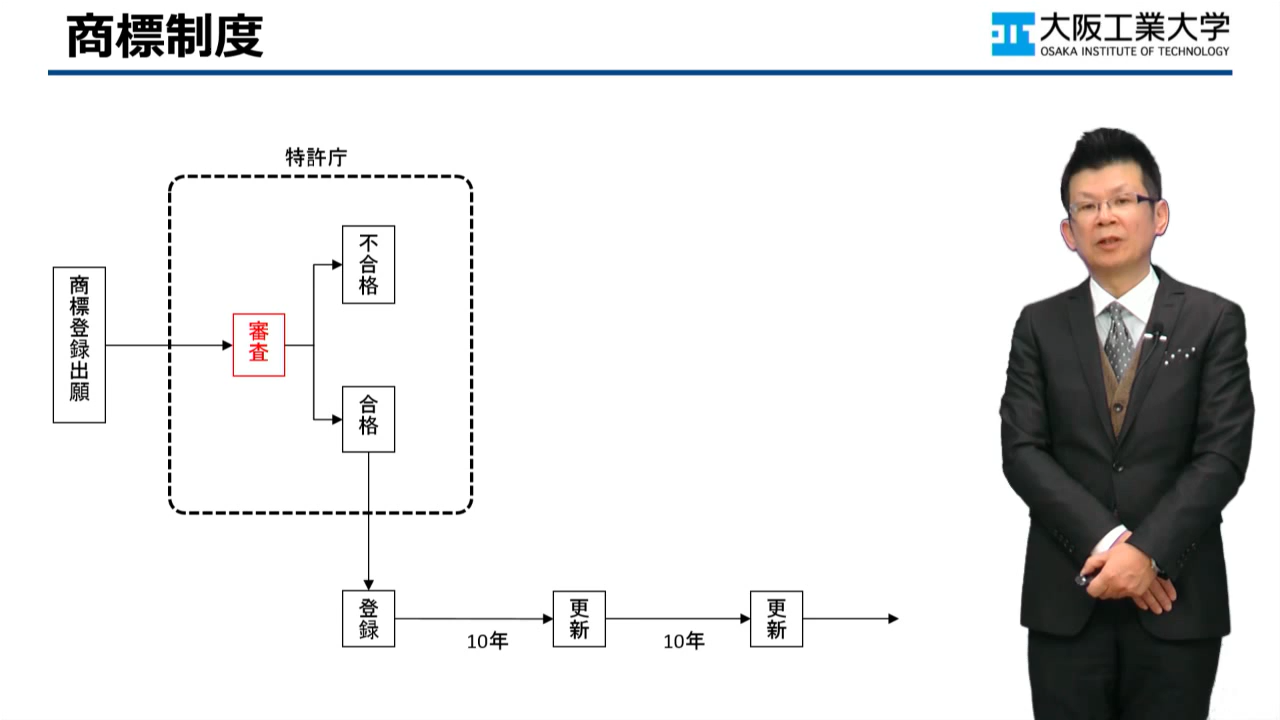 商標制度
大阪工業大学
OSAKA INSTITUTE OF TECHNOLOGY
特許庁
商標登録出願
審査
不合格
合格
登録
10年
更新
10年
更新